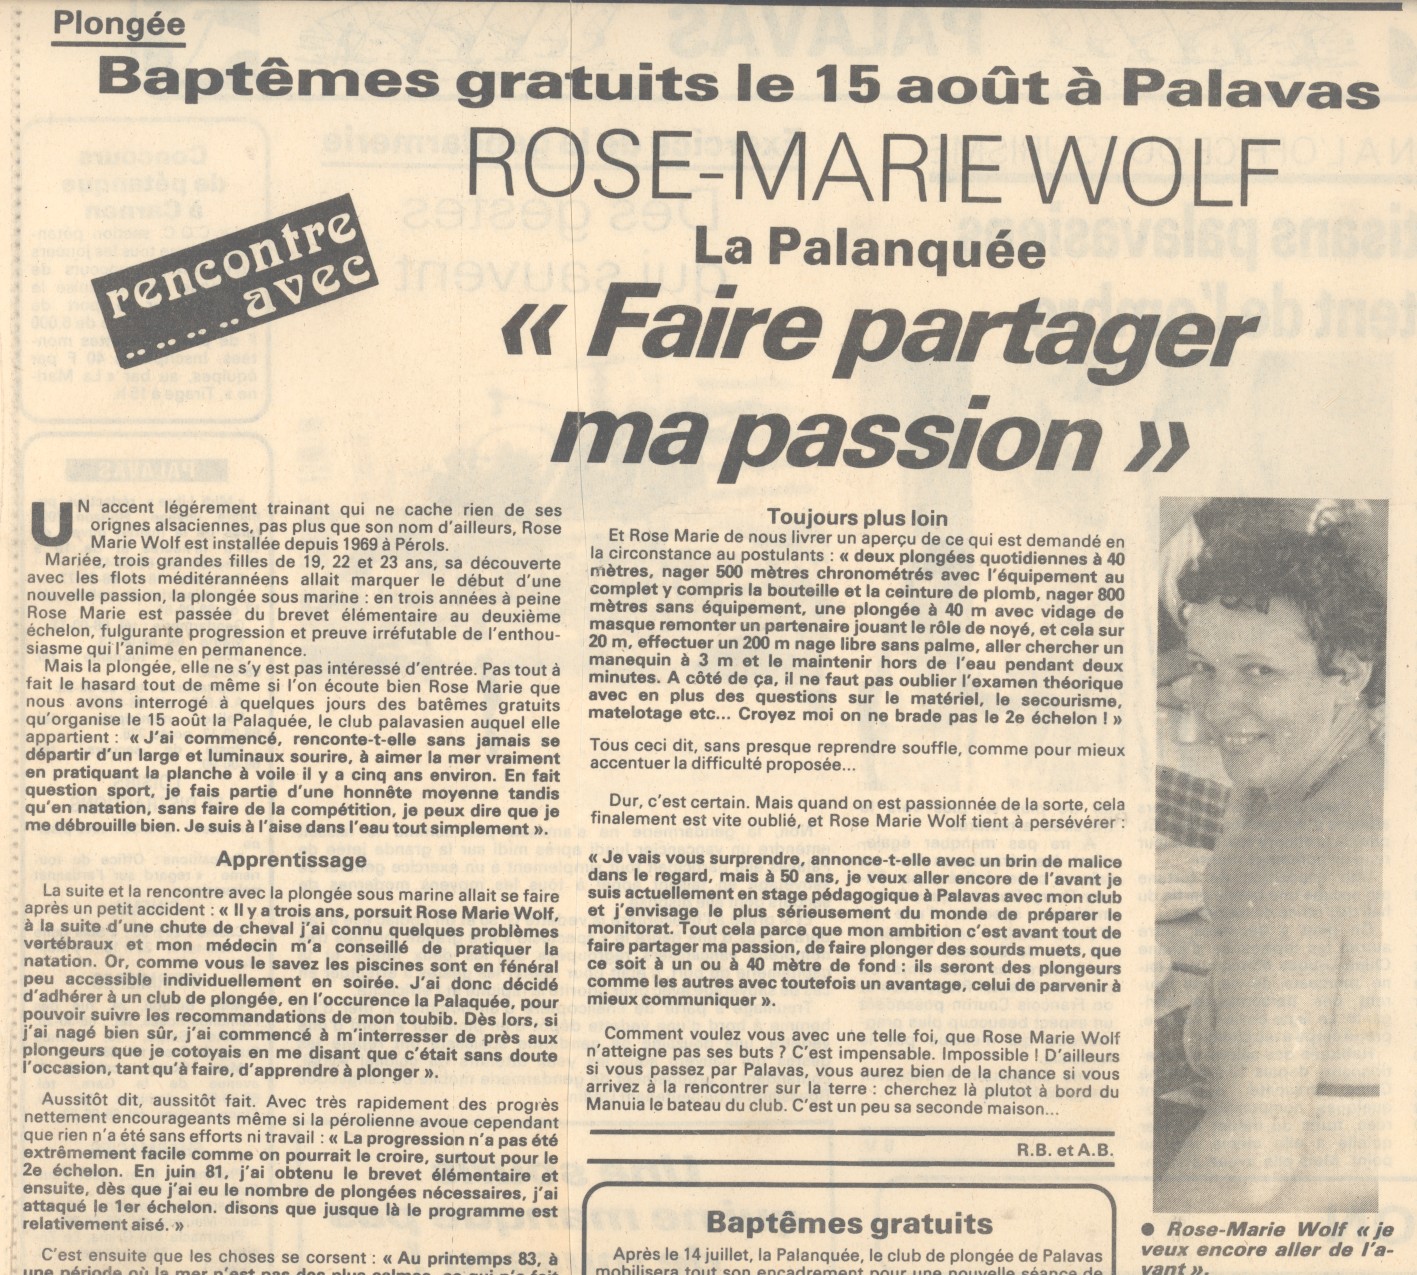 Plongée
Baptêmes gratuits le 15 août à Palavas
ROSE-MARIE WOLF
rencontre
.. .. .. ..avec
La Palanquée
« Faire partager
ma passion »
UN accent légérement trainant qui ne cache rien de ses
orignes alsaciennes, pas plus que son nom d'ailleurs, Rose
Marie Wolf est installée depuis 1969 à Pérols.
Mariée, trois grandes filles de 19, 22 et 23 ans, sa découverte
avec les flots méditérannéens allait marquer le début d'une
nouvelle passion, la plongée sous marine : en trois années à peine
Rose Marie est passée du brevet élémentaire au deuxième
échelon, fulgurante progression et preuve irréfutable de l'enthou-
siasme qui l'anime en permanence.
Mais la plongée, elle ne s'y est pas intéressé d'entrée. Pas tout à
fait le hasard tout de même si l'on écoute bien Rose Marie que
nous avons interrogé à quelques jours des batêmes gratuits
qu'organise le 15 août la Palaquée, le club palavasien auquel elle
appartient : « J'ai commencé, renconte-t-elle sans jamais se
départir d'un large et luminaux sourire, à aimer la mer vraiment
en pratiquant la planche à voile il y a cinq ans environ. En fait
question sport, je fais partie d'une honnête moyenne tandis
qu'en natation, sans faire de la compétition, je peux dire que je
me débrouille bien. Je suis à l'aise dans l'eau tout simplement ».
Apprentissage
La suite et la rencontre avec la plongée sous marine allait se faire
après un petit accident : « Il y a trois ans, porsuit Rose Marie Wolf,
à la suite d'une chute de cheval j'ai connu quelques problèmes
vertébraux et mon médecin m'a conseillé de pratiquer la
natation. Or, comme vous le savez les piscines sont en fénéral
peu accessible individuellement en soirée. J'ai donc décidé
d'adhérer à un club de plongée, en l'occurence la Palaquée, pour
pouvoir suivre les recommandations de mon toubib. Dès lors, si
j'ai nagé bien sûr, j'ai commencé à m'interresser de près aux
plongeurs que je cotoyais en me disant que c'était sans doute
l'occasion, tant qu'à faire, d'apprendre à plonger ».
Aussitôt dit, aussitôt fait. Avec très rapidement des progrès
nettement encourageants même si la pérolienne avoue cependant
que rien n'a été sans efforts ni travail : « La progression n'a pas été
extrêmement facile comme on pourrait le croire, surtout pour le
2e échelon. En juin 81, j'ai obtenu le brevet élémentaire et
ensuite, dès que j'ai eu le nombre de plongées nécessaires, j'ai
attaqué le 1er échelon. disons que jusque là le programme est
relativement aisé. »
C'est ensuite que les choses se corsent : « Au printemps 83, à
une période où la mer n'est pas des plus calmes, ce qui n'a fait
Toujours plus loin
Et Rose Marie de nous livrer un aperçu de ce qui est demandé en
la circonstance au postulants : « deux plongées quotidiennes à 40
mètres, nager 500 mètres chronométrés avec l'équipement au
complet y compris la bouteille et la ceinture de plomb, nager 800
mètres sans équipement, une plongée à 40 m avec vidage de
masque remonter un partenaire jouant le rôle de noyé, et cela sur
20 m, effectuer un 200 m nage libre sans palme, aller chercher un
manequin à 3 m et le maintenir hors de l'eau pendant deux
minutes. A côté de ça, il ne faut pas oublier l'examen théorique
avec en plus des questions sur le matériel, le secourisme,
matelotage etc... Croyez moi on ne brade pas le 2e échelon ! »
Tous ceci dit, sans presque reprendre souffle, comme pour mieux
accentuer la difficulté proposée...
Dur, c'est certain. Mais quand on est passionnée de la sorte, cela
finalement est vite oublié, et Rose Marie Wolf tient à persévérer :
« Je vais vous surprendre, annonce-t-elle avec un brin de malice
dans le regard, mais à 50 ans, je veux aller encore de l'avant je
suis actuellement en stage pédagogique à Palavas avec mon club
et j'envisage le plus sérieusement du monde de préparer le
monitorat. Tout cela parce que mon ambition c'est avant tout de
faire partager ma passion, de faire plonger des sourds muets, que
ce soit à un ou à 40 mètre de fond : ils seront des plongeurs
comme les autres avec toutefois un avantage, celui de parvenir à
mieux communiquer ».
Comment voulez vous avec une telle foi, que Rose Marie Wolf
n'atteigne pas ses buts ? C'est impensable. Impossible ! D'ailleurs
si vous passez par Palavas, vous aurez bien de la chance si vous
arrivez à la rencontrer sur la terre : cherchez là plutot à bord du
Manuia le bateau du club. C'est un peu sa seconde maison...
R.B. et A.B.
Baptêmes gratuits
Après le 14 juillet, la Palanquée, le club de plongée de Palavas
mobilisera tout son encadrement pour une nouvelle séance de
● Rose-Marie Wolf « je
veux encore aller de l'a-
vant ».